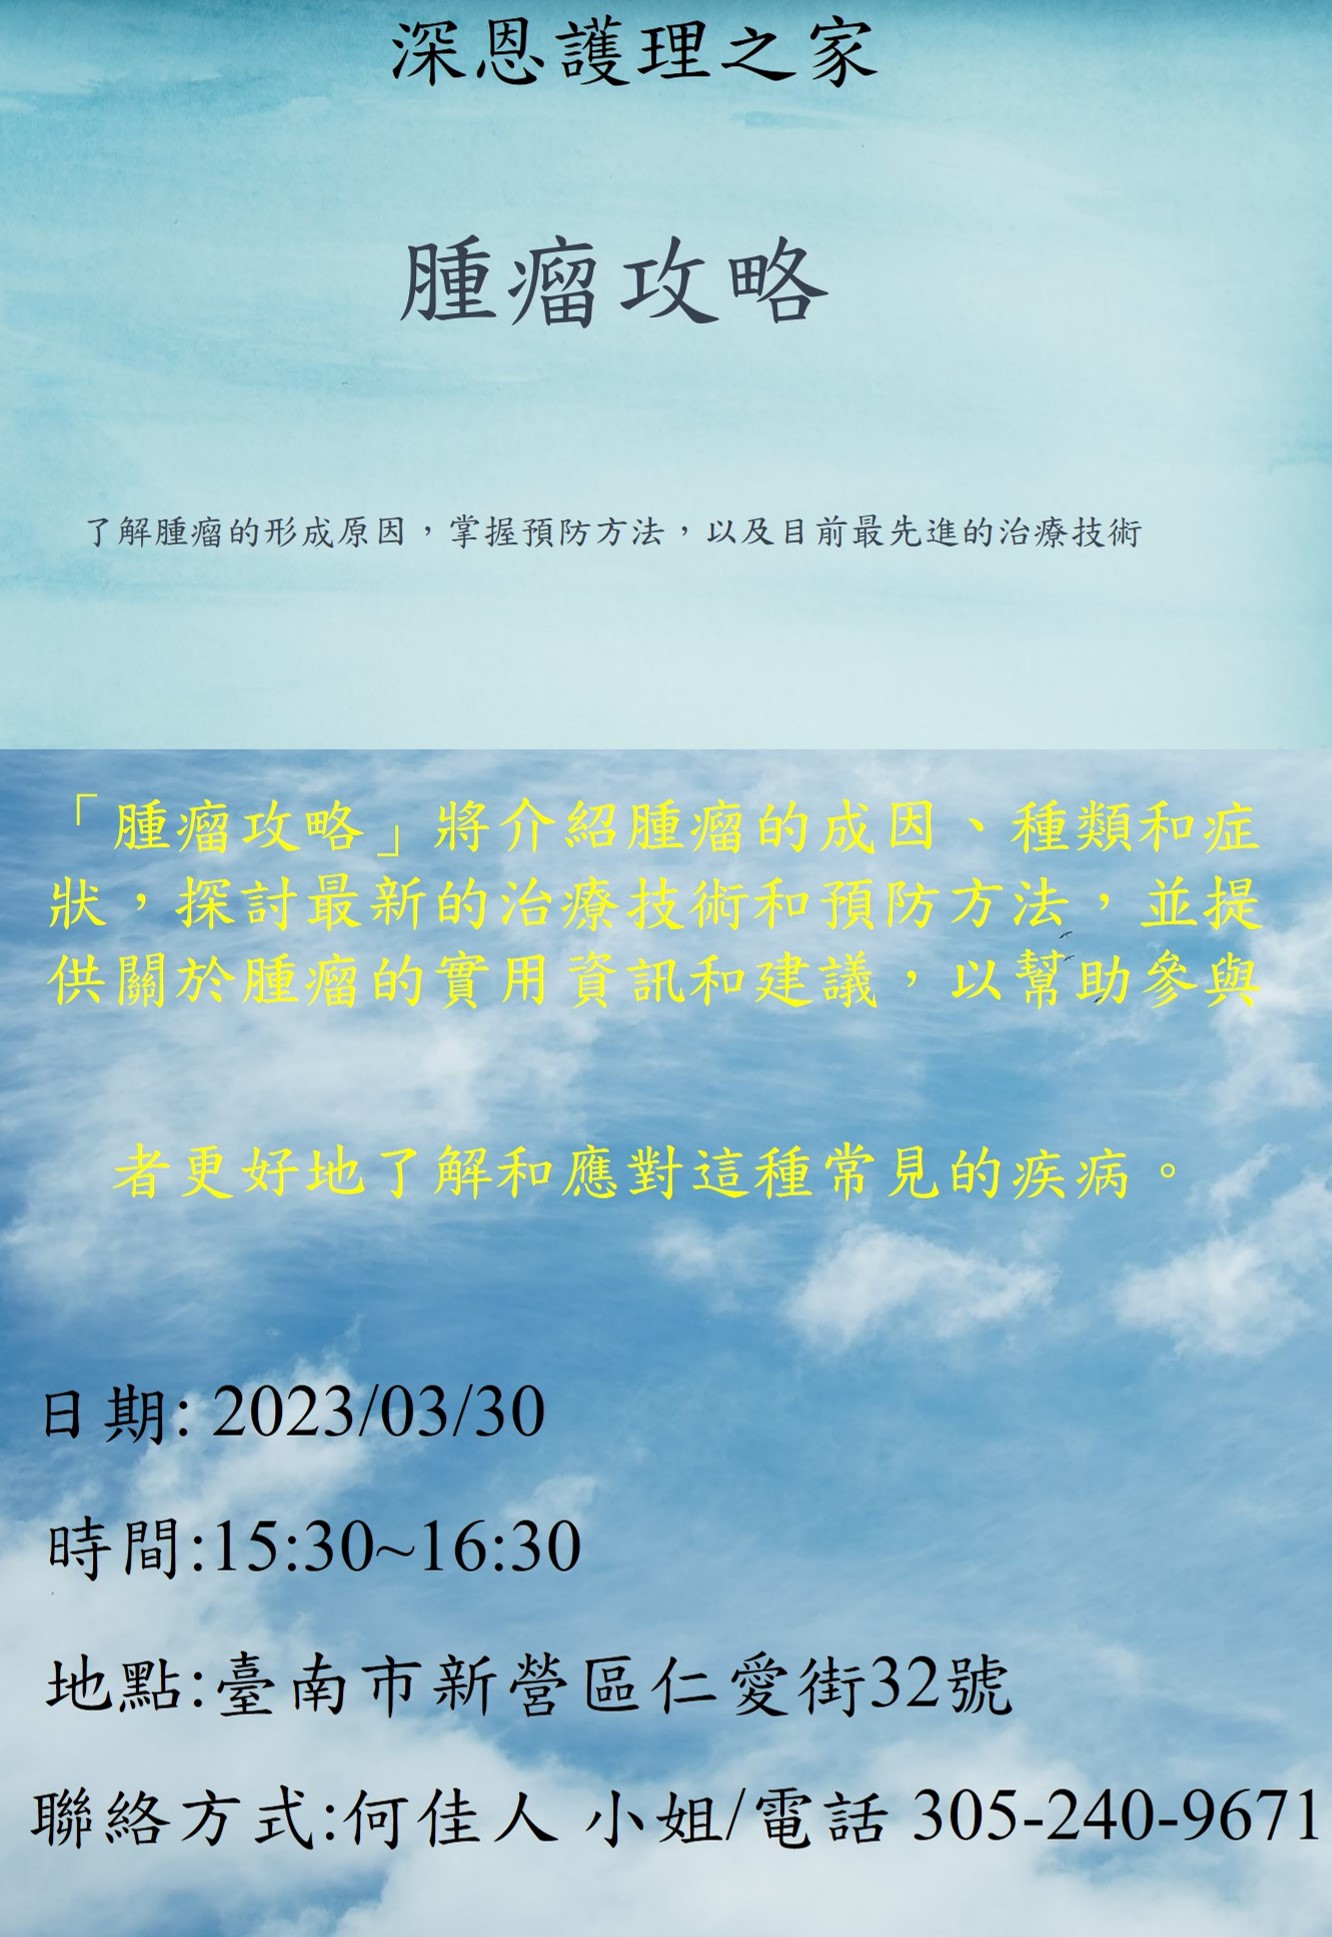 深恩護理之家
腫瘤攻略
了解腫瘤的形成原因，掌握預防方法，以及目前最先進的治療技術
「腫瘤攻略」將介紹腫瘤的成因、種類和症
狀，探討最新的治療技術和預防方法，並提
供關於腫瘤的實用資訊和建議，以幫助參與
者更好地了解和應對這種常見的疾病。
日期: 2023/03/30
時間:15:30~16:30
地點:臺南市新營區仁愛街32號
聯絡方式:何佳人 小姐/電話 305-240-9671